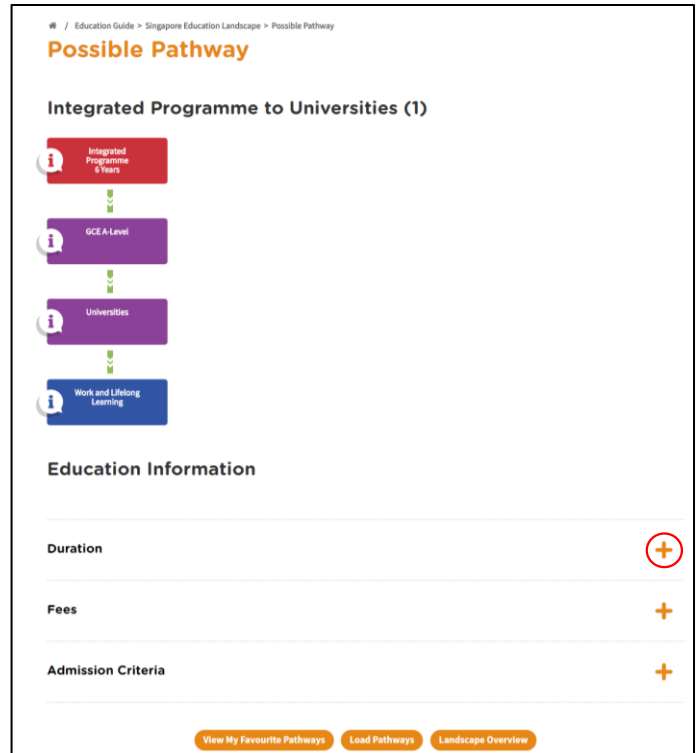 / Education Guide > Singapore Education Landscape > Possible Pathway
Possible Pathway
Integrated Programme to Universities (1)
i
Integrated
Programme
6 Years
i
GCE A-Level
i
Universities
i
Work and Lifelong
Learning
Education Information
Duration
Fees
Admission Criteria
View My Favourite Pathways Load Pathways Landscape Overview